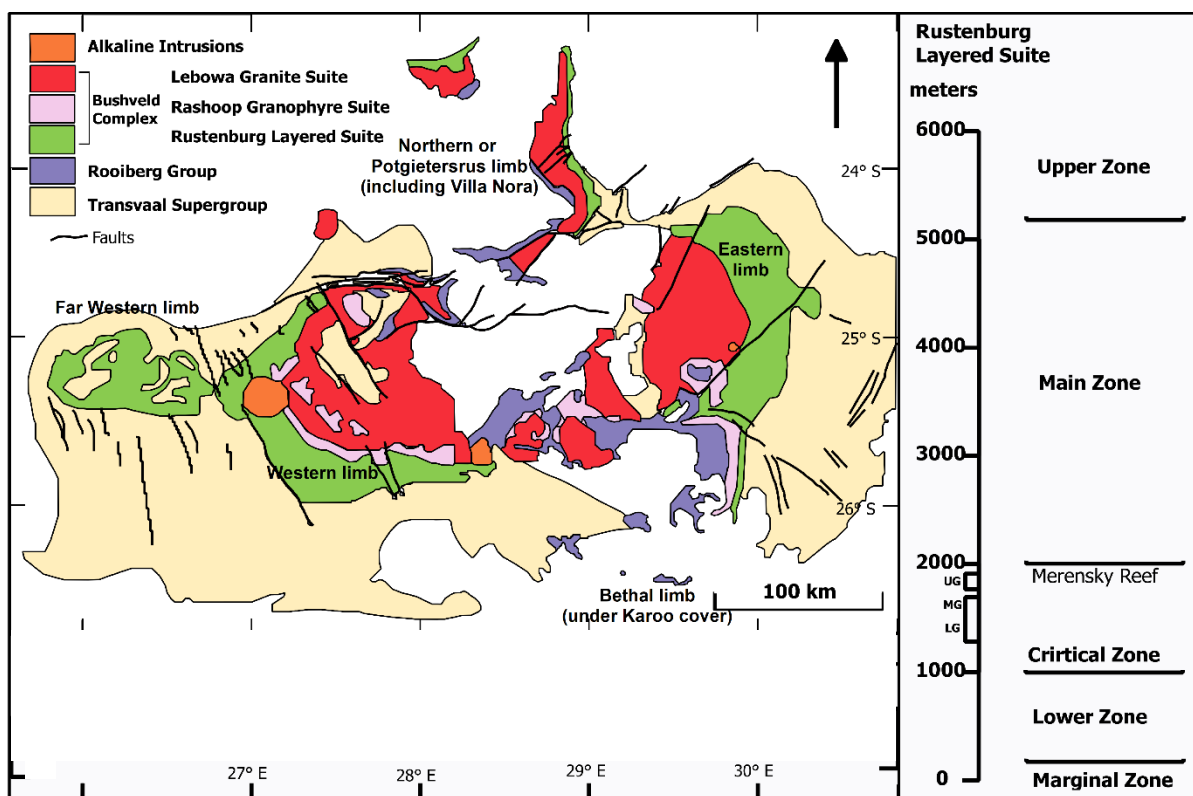 Alkaline Intrusions
Lebowa Granite Suite
Bushveld
Complex
Rashoop Granophyre Suite
Rustenburg Layered Suite
Rooiberg Group
Transvaal Supergroup
Faults
Northern or
Potgietersrus limb
(including Villa Nora)
24° S
Eastern
limb
Far Western limb
25° S
Western limb
26° S
100 km
Bethal limb
(under Karoo cover)
27° E
28° E
29° E
30° E
Rustenburg
Layered Suite
meters
6000
Upper Zone
5000
4000
Main Zone
3000
2000
Merensky Reef
UG
MG
LG
Crirtical Zone
1000
Lower Zone
0
Marginal Zone